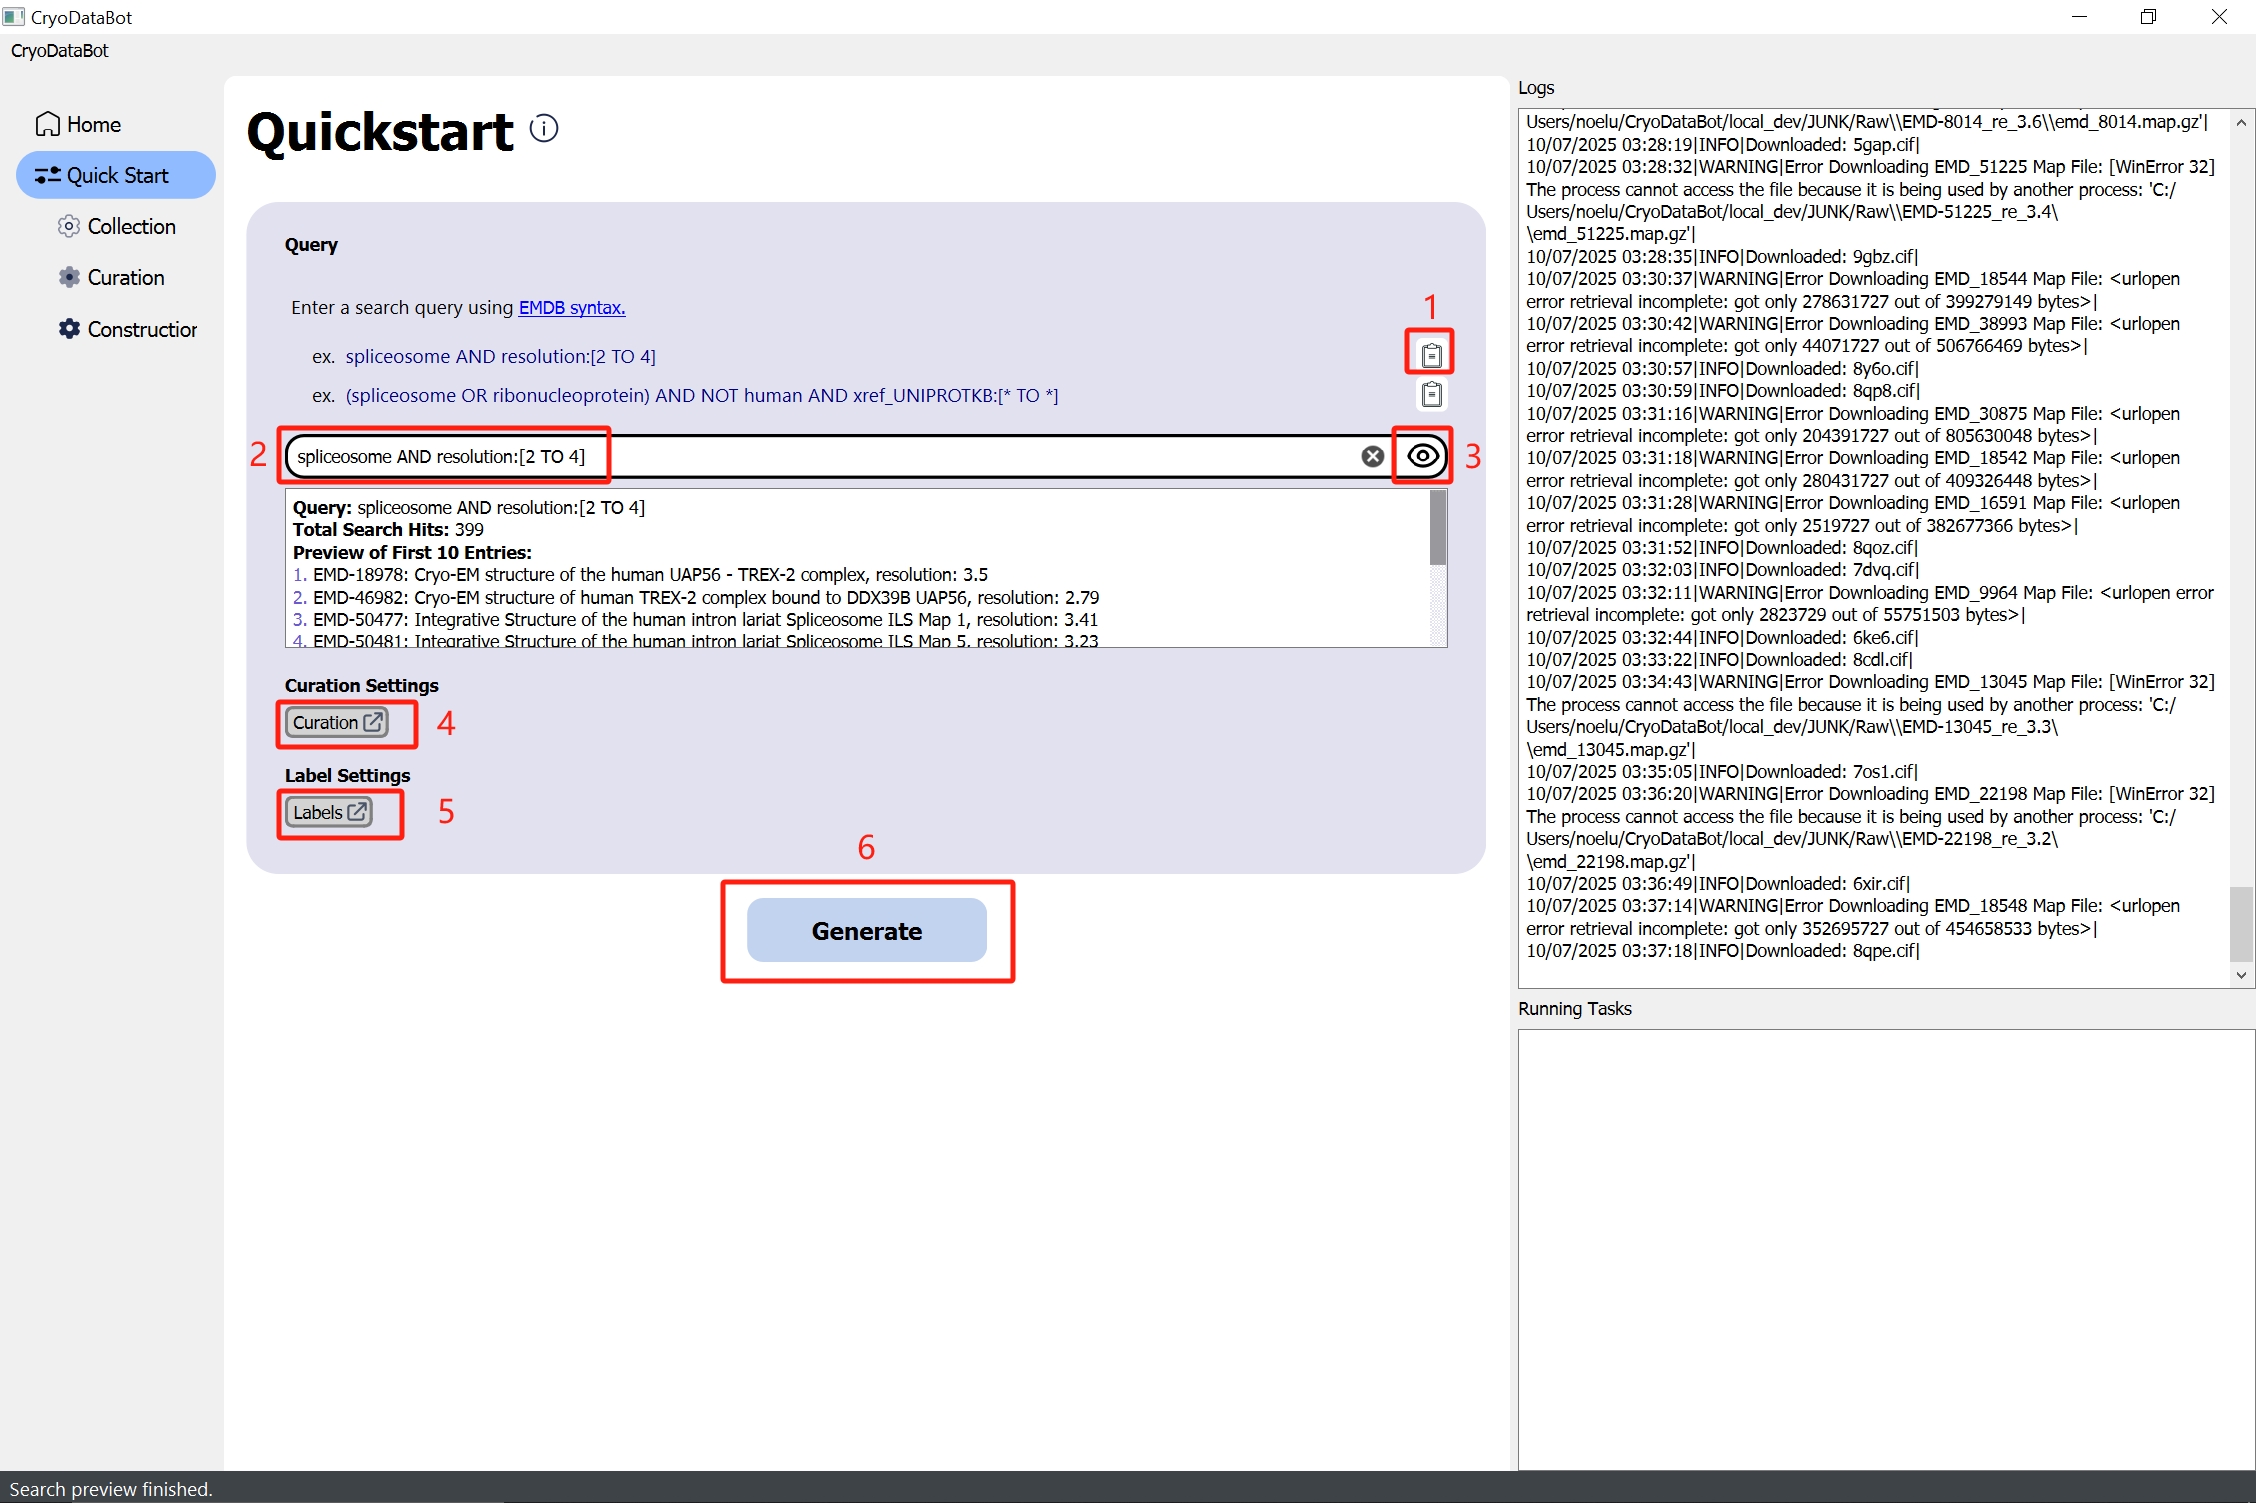 CryoDataBot
CryoDataBot
Home
Quick Start
Collection
Curation
Construction
Quickstart
Query
Enter a search query using EMDB syntax.
1
ex. spliceosome AND resolution:[2 TO 4]
ex. (spliceosome OR ribonucleoprotein) AND NOT human AND xref_UNIPROTKB:[* TO *]
2
spliceosome AND resolution:[2 TO 4]
3
Query: spliceosome AND resolution:[2 TO 4]
Total Search Hits: 399
Preview of First 10 Entries:
1. EMD-18978: Cryo-EM structure of the human UAP56 - TREX-2 complex, resolution: 3.5
2. EMD-46982: Cryo-EM structure of human TREX-2 complex bound to DDX39B UAP56, resolution: 2.79
3. EMD-50477: Integrative Structure of the human intron lariat Spliceosome ILS Map 1, resolution: 3.41
4. EMD-50481: Integrative Structure of the human intron lariat Spliceosome ILS Map 5, resolution: 3.23
Curation Settings
Curation
4
Label Settings
Labels
5
6
Generate
Logs
Users/noelu/CryoDataBot/local_dev/JUNK/Raw\\EMD-8014_re_3.6\\emd_8014.map.gz'|
10/07/2025 03:28:19|INFO|Downloaded: 5gap.cif|
10/07/2025 03:28:32|WARNING|Error Downloading EMD_51225 Map File: [WinError 32]
The process cannot access the file because it is being used by another process: 'C:/
Users/noelu/CryoDataBot/local_dev/JUNK/Raw\\EMD-51225_re_3.4\
\emd_51225.map.gz'|
10/07/2025 03:28:35|INFO|Downloaded: 9gbz.cif|
10/07/2025 03:30:37|WARNING|Error Downloading EMD_18544 Map File: <urlopen
error retrieval incomplete: got only 278631727 out of 399279149 bytes>|
10/07/2025 03:30:42|WARNING|Error Downloading EMD_38993 Map File: <urlopen
error retrieval incomplete: got only 44071727 out of 506766469 bytes>|
10/07/2025 03:30:57|INFO|Downloaded: 8y6o.cif|
10/07/2025 03:30:59|INFO|Downloaded: 8qp8.cif|
10/07/2025 03:31:16|WARNING|Error Downloading EMD_30875 Map File: <urlopen
error retrieval incomplete: got only 204391727 out of 805630048 bytes>|
10/07/2025 03:31:18|WARNING|Error Downloading EMD_18542 Map File: <urlopen
error retrieval incomplete: got only 280431727 out of 409326448 bytes>|
10/07/2025 03:31:28|WARNING|Error Downloading EMD_16591 Map File: <urlopen
error retrieval incomplete: got only 2519727 out of 382677366 bytes>|
10/07/2025 03:31:52|INFO|Downloaded: 8qoz.cif|
10/07/2025 03:32:03|INFO|Downloaded: 7dvq.cif|
10/07/2025 03:32:11|WARNING|Error Downloading EMD_9964 Map File: <urlopen error
retrieval incomplete: got only 2823729 out of 55751503 bytes>|
10/07/2025 03:32:44|INFO|Downloaded: 6ke6.cif|
10/07/2025 03:33:22|INFO|Downloaded: 8cdl.cif|
10/07/2025 03:34:43|WARNING|Error Downloading EMD_13045 Map File: [WinError 32]
The process cannot access the file because it is being used by another process: 'C:/
Users/noelu/CryoDataBot/local_dev/JUNK/Raw\\EMD-13045_re_3.3\
\emd_13045.map.gz'|
10/07/2025 03:35:05|INFO|Downloaded: 7os1.cif|
10/07/2025 03:36:20|WARNING|Error Downloading EMD_22198 Map File: [WinError 32]
The process cannot access the file because it is being used by another process: 'C:/
Users/noelu/CryoDataBot/local_dev/JUNK/Raw\\EMD-22198_re_3.2\
\emd_22198.map.gz'|
10/07/2025 03:36:49|INFO|Downloaded: 6xir.cif|
10/07/2025 03:37:14|WARNING|Error Downloading EMD_18548 Map File: <urlopen
error retrieval incomplete: got only 352695727 out of 454658533 bytes>|
10/07/2025 03:37:18|INFO|Downloaded: 8qpe.cif|
Running Tasks
Search preview finished.